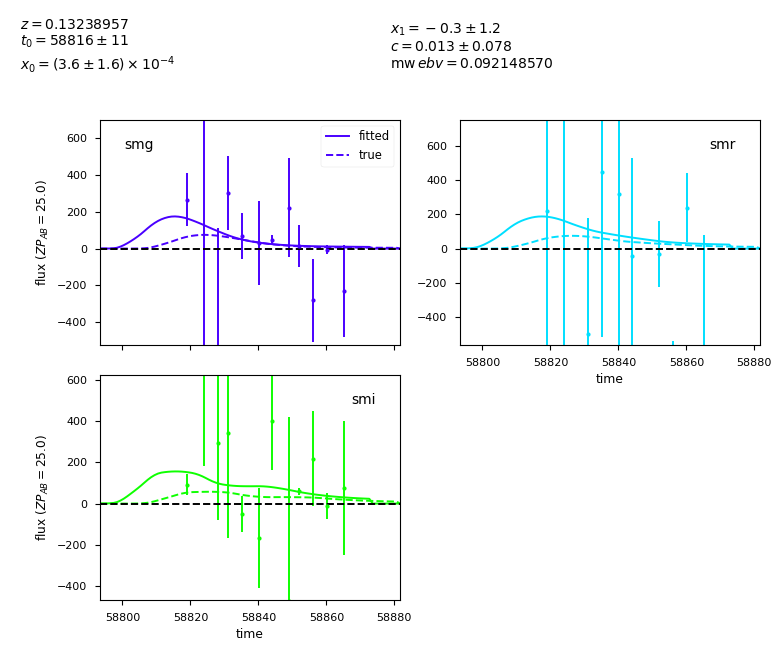 z = 0.13238957
t₀ = 58816 ± 11
x₀ = (3.6 ± 1.6) × 10⁻⁴
x₁ = −0.3 ± 1.2
c = 0.013 ± 0.078
mwebv = 0.092148570
smg
fitted
true
600
400
200
0
−200
−400
flux (ZP_AB = 25.0)
smr
600
400
200
0
−200
−400
58800 58820 58840 58860 58880
time
smi
600
400
200
0
−200
−400
flux (ZP_AB = 25.0)
58800 58820 58840 58860 58880
time